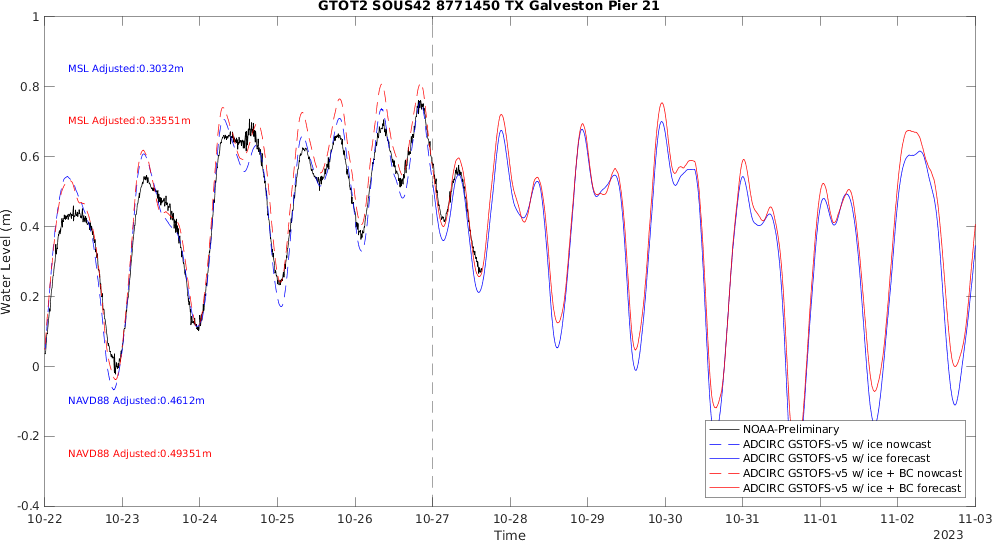 GTOT2 SOUS42 8771450 TX Galveston Pier 21
MSL Adjusted:0.3032m
MSL Adjusted:0.33551m
NAVD88 Adjusted:0.4612m
NAVD88 Adjusted:0.49351m
Water Level (m)
1
0.8
0.6
0.4
0.2
0
-0.2
-0.4
NOAA-Preliminary
ADCIRC GSTOFS-v5 w/ ice nowcast
ADCIRC GSTOFS-v5 w/ ice forecast
ADCIRC GSTOFS-v5 w/ ice + BC nowcast
ADCIRC GSTOFS-v5 w/ ice + BC forecast
10-22 10-23 10-24 10-25 10-26 10-27 10-28 10-29 10-30 10-31 11-01 11-02 11-03
Time
2023